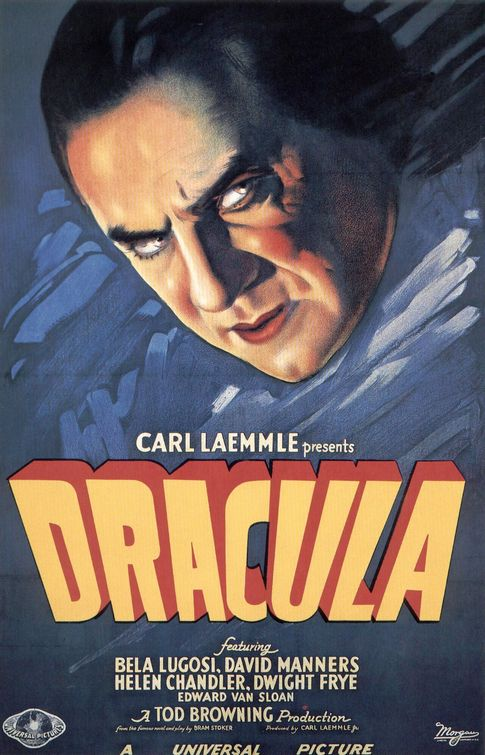 CARL LAEMMLE presents
DRACULA
featuring
BELA LUGOSI, DAVID MANNERS
HELEN CHANDLER, DWIGHT FRYE
EDWARD VAN SLOAN
A TOD BROWNING Production
from the famous novel and play by BRAM STOKER Produced by CARL LAEMMLE Jr.
UNIVERSAL PICTURES
Morgan
A UNIVERSAL PICTURE